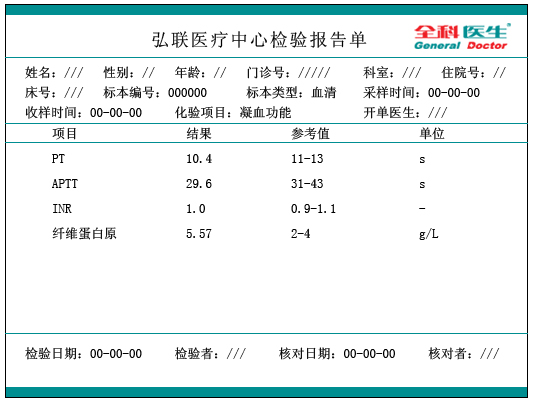 弘联医疗中心检验报告单
全科医生
General Doctor
姓名：/// 性别：// 年龄：// 门诊号：///// 科室：/// 住院号：//
床号：/// 标本编号：000000 标本类型：血清 采样时间：00-00-00
收样时间：00-00-00 化验项目：凝血功能 开单医生：///
项目 结果 参考值 单位
PT 10.4 11-13 s
APTT 29.6 31-43 s
INR 1.0 0.9-1.1 -
纤维蛋白原 5.57 2-4 g/L
检验日期：00-00-00 检验者：/// 核对日期：00-00-00 核对者：///